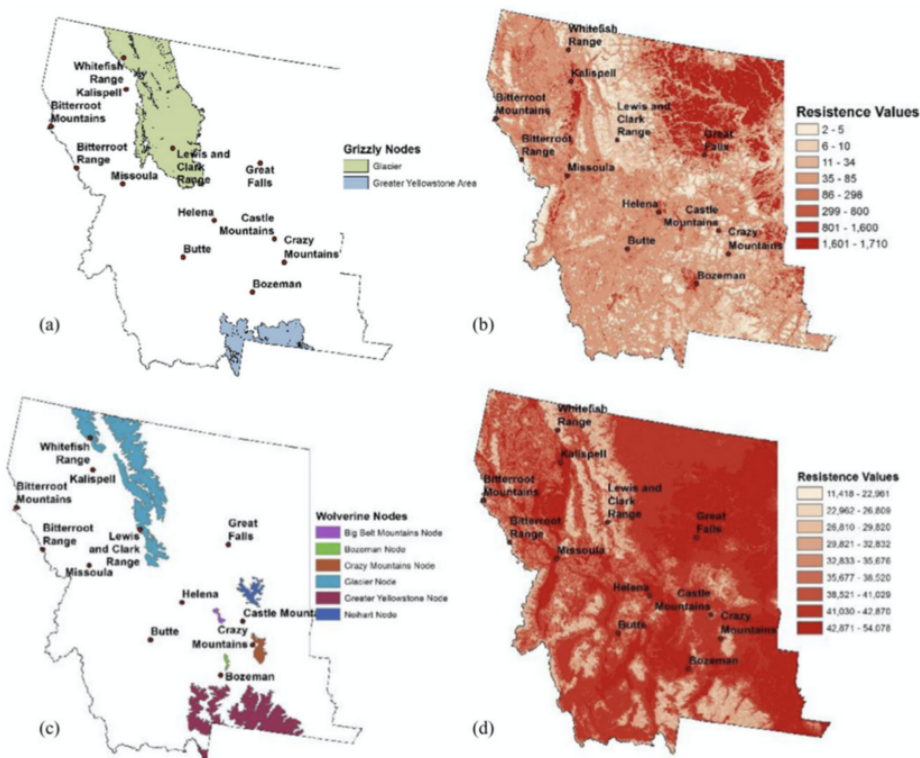 Whitefish
Range
Kalispell
Bitterroot
Mountains
Bitterroot
Range
Missoula
Lewis and
Clark
Range
Great
Falls
Helena
Castle
Mountains
Butte
Crazy
Mountains
Bozeman
(a)
Grizzly Nodes
Glacier
Greater Yellowstone Area
Whitefish
Range
Kalispell
Bitterroot
Mountains
Lewis and
Clark
Range
Bitterroot
Range
Great
Falls
Missoula
Helena
Castle
Mountains
Butte
Crazy
Mountains
Bozeman
(b)
Resistence Values
2 - 5
6 - 10
11 - 34
35 - 85
86 - 298
299 - 800
801 - 1,600
1,601 - 1,710
Whitefish
Range
Kalispell
Bitterroot
Mountains
Bitterroot
Range
Lewis
and Clark
Range
Missoula
Great
Falls
Helena
Castle Mounta
Butte
Crazy
Mountains
Bozeman
(c)
Wolverine Nodes
Big Belt Mountains Node
Bozeman Node
Crazy Mountains Node
Glacier Node
Greater Yellowstone Node
Neihart Node
Whitefish
Range
Kalispell
Bitterroot
Mountains
Lewis and
Clark
Range
Bitterroot
Range
Great
Falls
Missoula
Helena
Castle
Mountains
Butte
Crazy
Mountains
Bozeman
(d)
Resistence Values
11,418 - 22,961
22,962 - 26,809
26,810 - 29,820
29,821 - 32,832
32,833 - 35,676
35,677 - 38,520
38,521 - 41,029
41,030 - 42,870
42,871 - 54,078